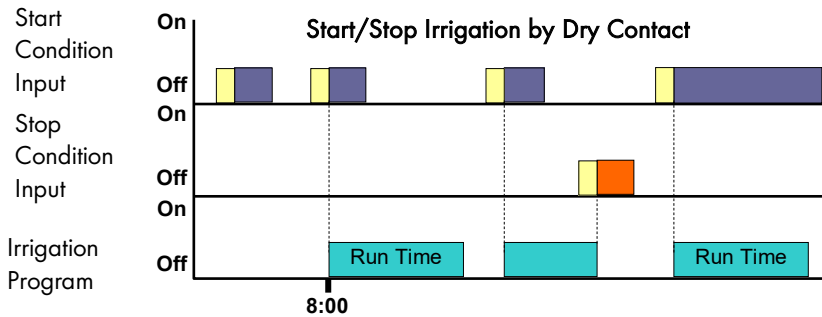 Start/Stop Irrigation by Dry Contact
Start
Condition
Input
On
Off
Stop
Condition
Input
On
Off
Irrigation
Program
On
Off
Run Time
Run Time
8:00